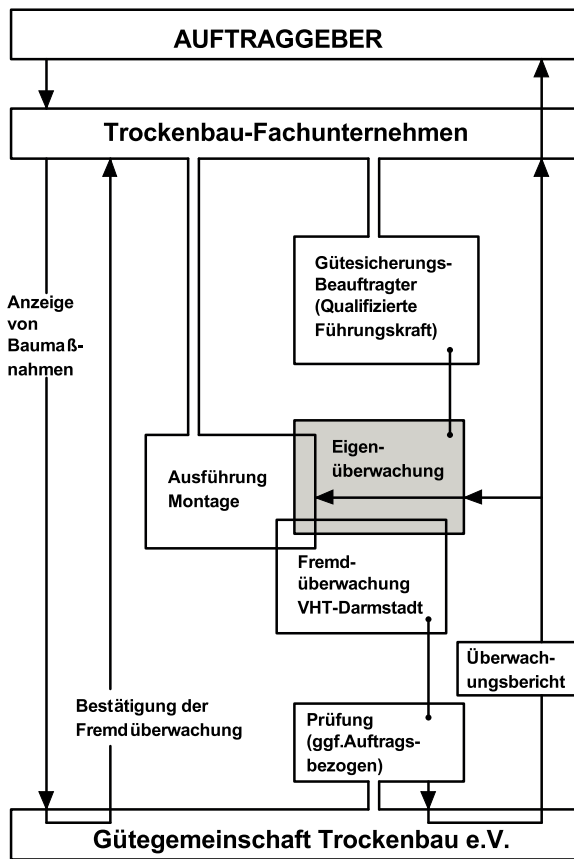 AUFTRAGGEBER
Trockenbau-Fachunternehmen
Gütesicherungs-
Beauftragter
(Qualifizierte
Führungskraft)
Anzeige
von
Baumaß-
nahmen
Eigen-
überwachung
Ausführung
Montage
Fremd-
überwachung
VHT-Darmstadt
Überwach-
ungsbericht
Bestätigung der
Fremdüberwachung
Prüfung
(ggf.Auftrags-
bezogen)
Gütegemeinschaft Trockenbau e.V.